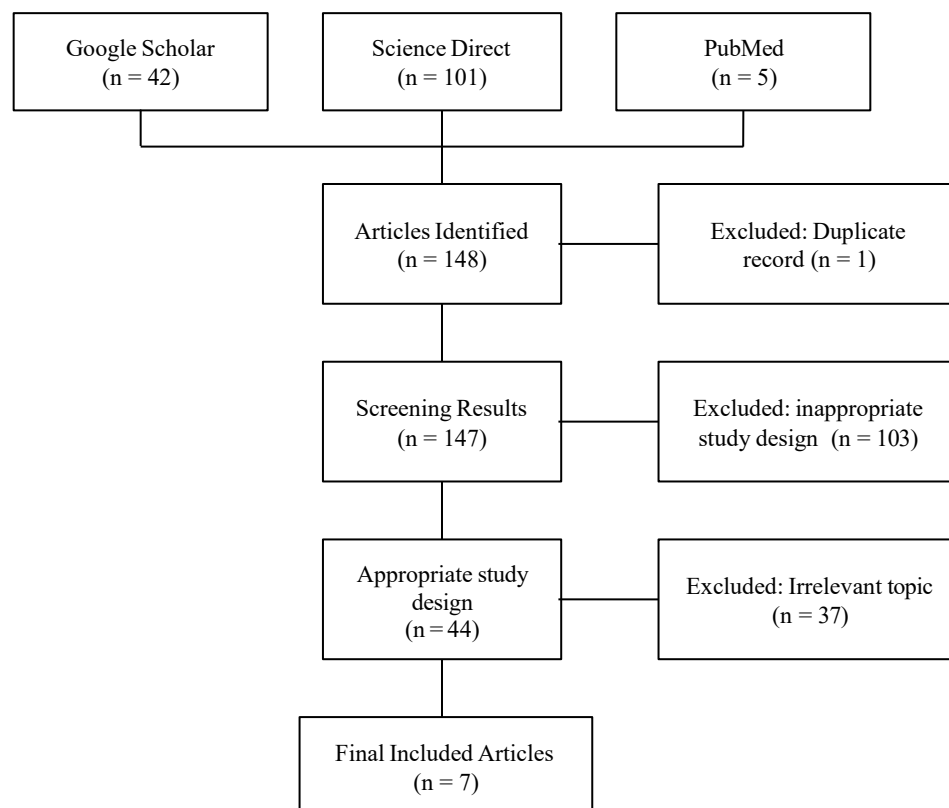 Google Scholar
(n = 42)
Science Direct
(n = 101)
PubMed
(n = 5)
Articles Identified
(n = 148)
Excluded: Duplicate
record (n = 1)
Screening Results
(n = 147)
Excluded: inappropriate
study design (n = 103)
Appropriate study
design
(n = 44)
Excluded: Irrelevant topic
(n = 37)
Final Included Articles
(n = 7)